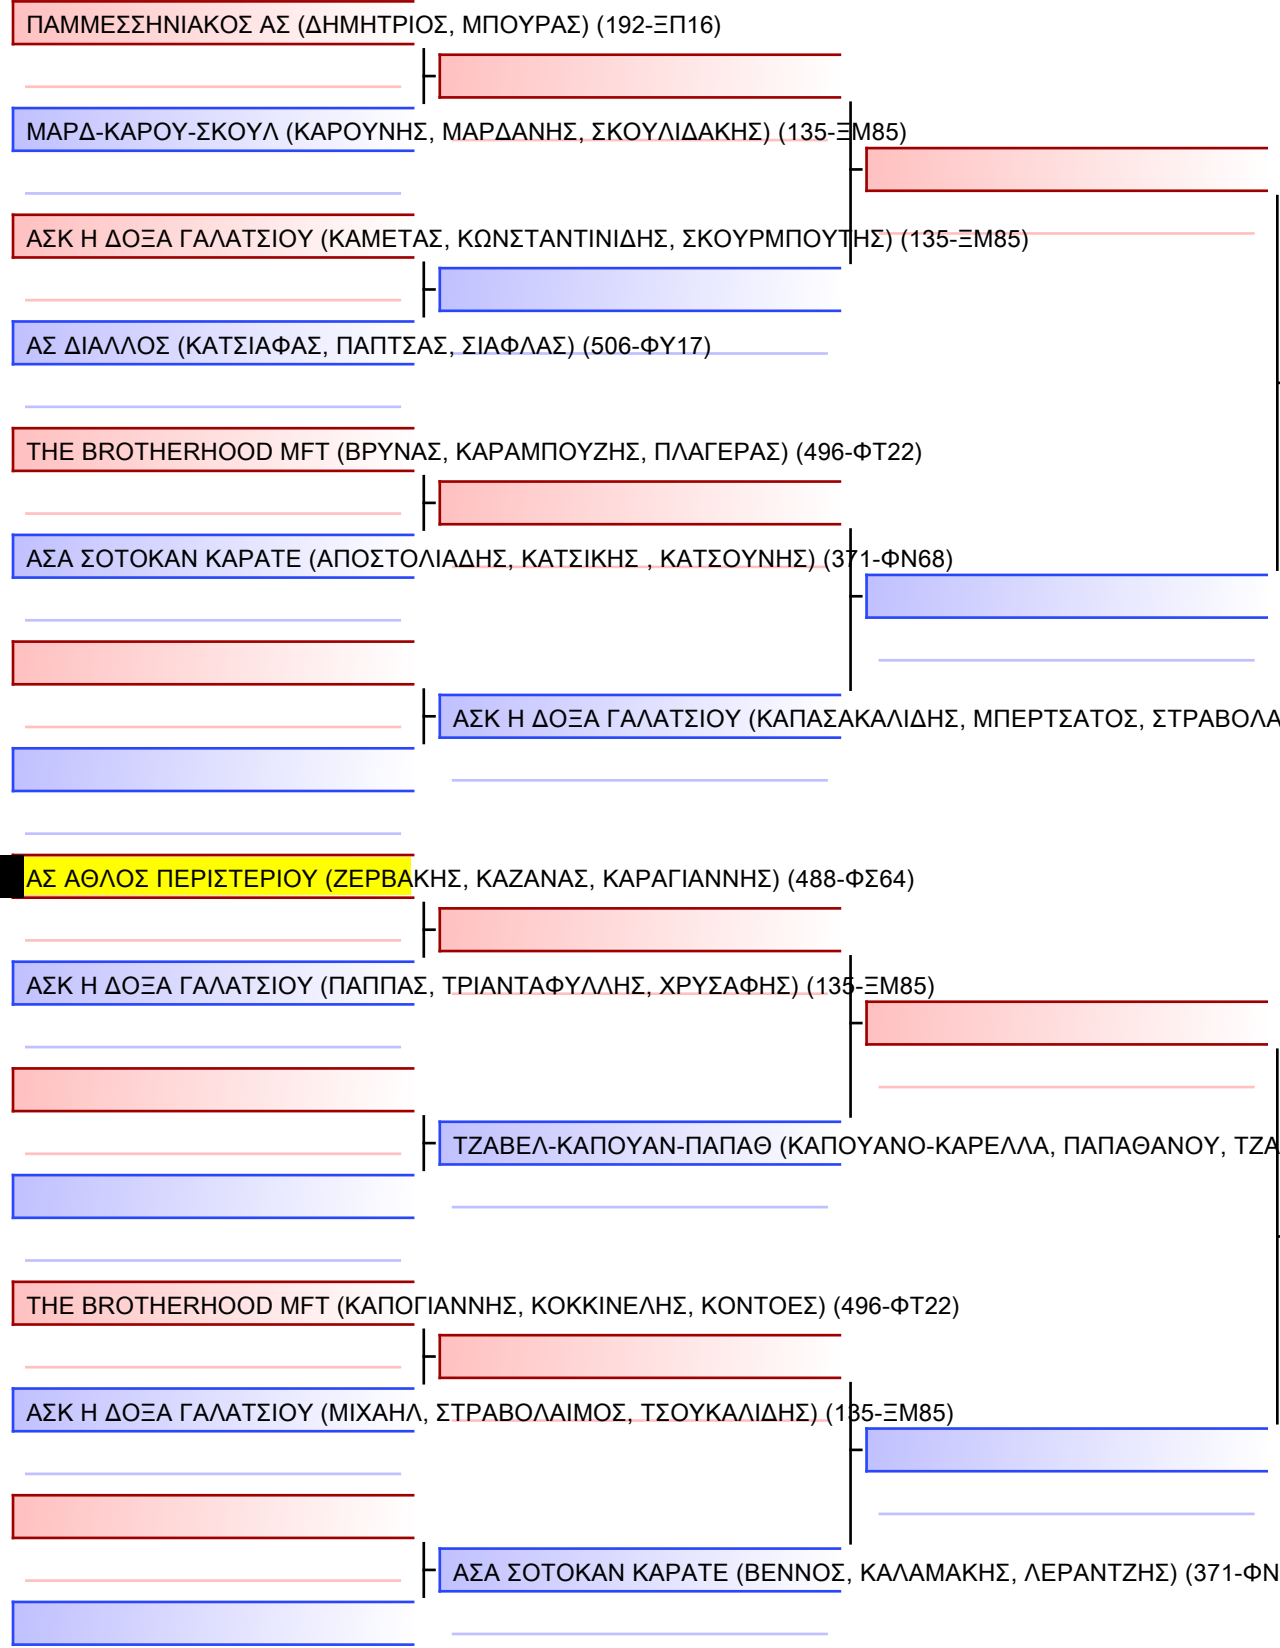 ΠΑΜΜΕΣΣΗΝΙΑΚΟΣ ΑΣ (ΔΗΜΗΤΡΙΟΣ, ΜΠΟΥΡΑΣ) (192-ΞΠ16)
ΜΑΡΔ-ΚΑΡΟΥ-ΣΚΟΥΛ (ΚΑΡΟΥΝΗΣ, ΜΑΡΔΑΝΗΣ, ΣΚΟΥΛΙΔΑΚΗΣ) (135-ΞΜ85)
ΑΣΚ Η ΔΟΞΑ ΓΑΛΑΤΣΙΟΥ (ΚΑΜΕΤΑΣ, ΚΩΝΣΤΑΝΤΙΝΙΔΗΣ, ΣΚΟΥΡΜΠΟΥΤΗΣ) (135-ΞΜ85)
ΑΣ ΔΙΑΛΛΟΣ (ΚΑΤΣΙΑΦΑΣ, ΠΑΠΤΣΑΣ, ΣΙΑΦΛΑΣ) (506-ΦΥ17)
THE BROTHERHOOD MFT (ΒΡΥΝΑΣ, ΚΑΡΑΜΠΟΥΖΗΣ, ΠΛΑΓΕΡΑΣ) (496-ΦΤ22)
ΑΣΑ ΣΟΤΟΚΑΝ ΚΑΡΑΤΕ (ΑΠΟΣΤΟΛΙΑΔΗΣ, ΚΑΤΣΙΚΗΣ , ΚΑΤΣΟΥΝΗΣ) (371-ΦΝ68)
ΑΣΚ Η ΔΟΞΑ ΓΑΛΑΤΣΙΟΥ (ΚΑΠΑΣΑΚΑΛΙΔΗΣ, ΜΠΕΡΤΣΑΤΟΣ, ΣΤΡΑΒΟΛΑ
ΑΣ ΑΘΛΟΣ ΠΕΡΙΣΤΕΡΙΟΥ (ΖΕΡΒΑΚΗΣ, ΚΑΖΑΝΑΣ, ΚΑΡΑΓΙΑΝΝΗΣ) (488-ΦΣ64)
ΑΣΚ Η ΔΟΞΑ ΓΑΛΑΤΣΙΟΥ (ΠΑΠΠΑΣ, ΤΡΙΑΝΤΑΦΥΛΛΗΣ, ΧΡΥΣΑΦΗΣ) (135-ΞΜ85)
ΤΖΑΒΕΛ-ΚΑΠΟΥΑΝ-ΠΑΠΑΘ (ΚΑΠΟΥΑΝΟ-ΚΑΡΕΛΛΑ, ΠΑΠΑΘΑΝΟΥ, ΤΖΑ
THE BROTHERHOOD MFT (ΚΑΠΟΓΙΑΝΝΗΣ, ΚΟΚΚΙΝΕΛΗΣ, ΚΟΝΤΟΕΣ) (496-ΦΤ22)
ΑΣΚ Η ΔΟΞΑ ΓΑΛΑΤΣΙΟΥ (ΜΙΧΑΗΛ, ΣΤΡΑΒΟΛΑΙΜΟΣ, ΤΣΟΥΚΑΛΙΔΗΣ) (135-ΞΜ85)
ΑΣΑ ΣΟΤΟΚΑΝ ΚΑΡΑΤΕ (ΒΕΝΝΟΣ, ΚΑΛΑΜΑΚΗΣ, ΛΕΡΑΝΤΖΗΣ) (371-ΦΝ